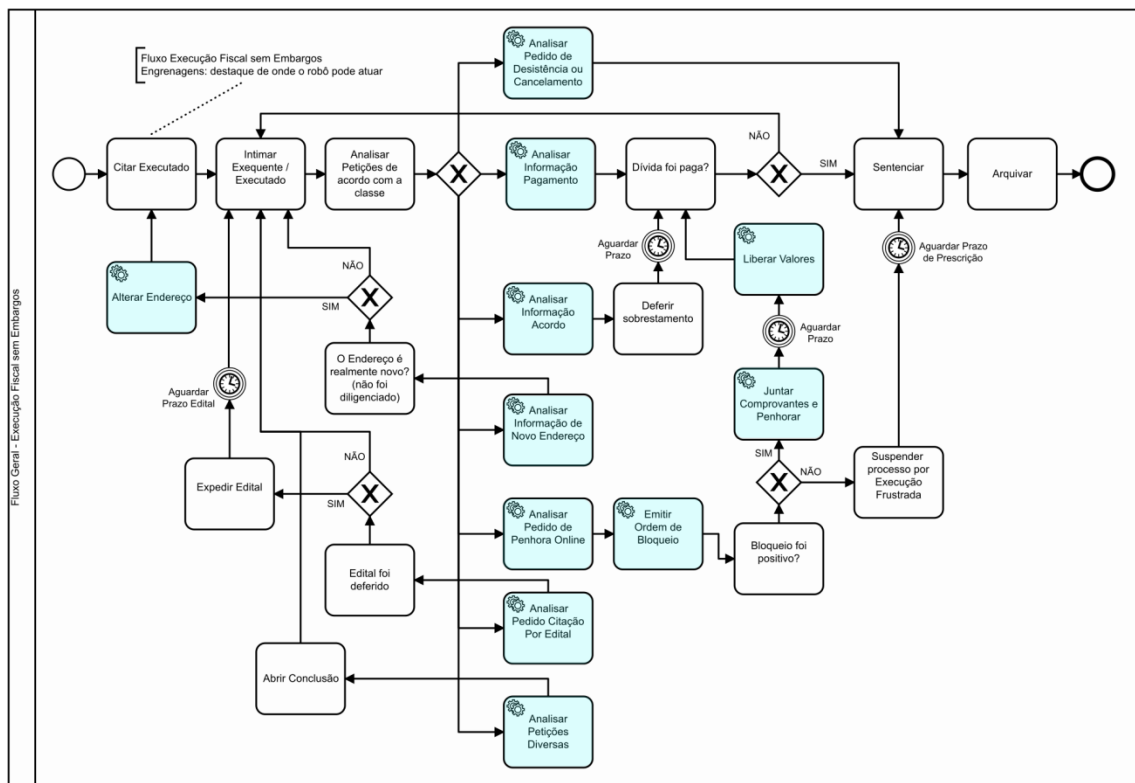 Fluxo Geral - Execução Fiscal sem Embargos
Fluxo Execução Fiscal sem Embargos
Engrenagens: destaque de onde o robô pode atuar
Analisar
Pedido de
Desistência ou
Cancelamento
Citar Executado
Intimar
Exequente /
Executado
Analisar
Petições de
acordo com a
classe
X
Analisar
Informação
Pagamento
Dívida foi paga?
NÃO
X
SIM
Sentenciar
Arquivar
Alterar Endereço
NÃO
X
SIM
Aguardar
Prazo
Liberar Valores
Aguardar Prazo
de Prescrição
Analisar
Informação
Acordo
Deferir
sobrestamento
Aguardar
Prazo
O Endereço é
realmente novo?
(não foi
diligenciado)
Aguardar
Prazo Edital
Analisar
Informação de
Novo Endereço
Juntar
Comprovantes e
Penhorar
Expedir Edital
NÃO
X
SIM
SIM
X
NÃO
Suspender
processo por
Execução
Frustrada
Analisar
Pedido de
Penhora Online
Emitir
Ordem de
Bloqueio
Bloqueio foi
positivo?
Edital foi
deferido
Analisar
Pedido Citação
Por Edital
Abrir Conclusão
Analisar
Petições
Diversas